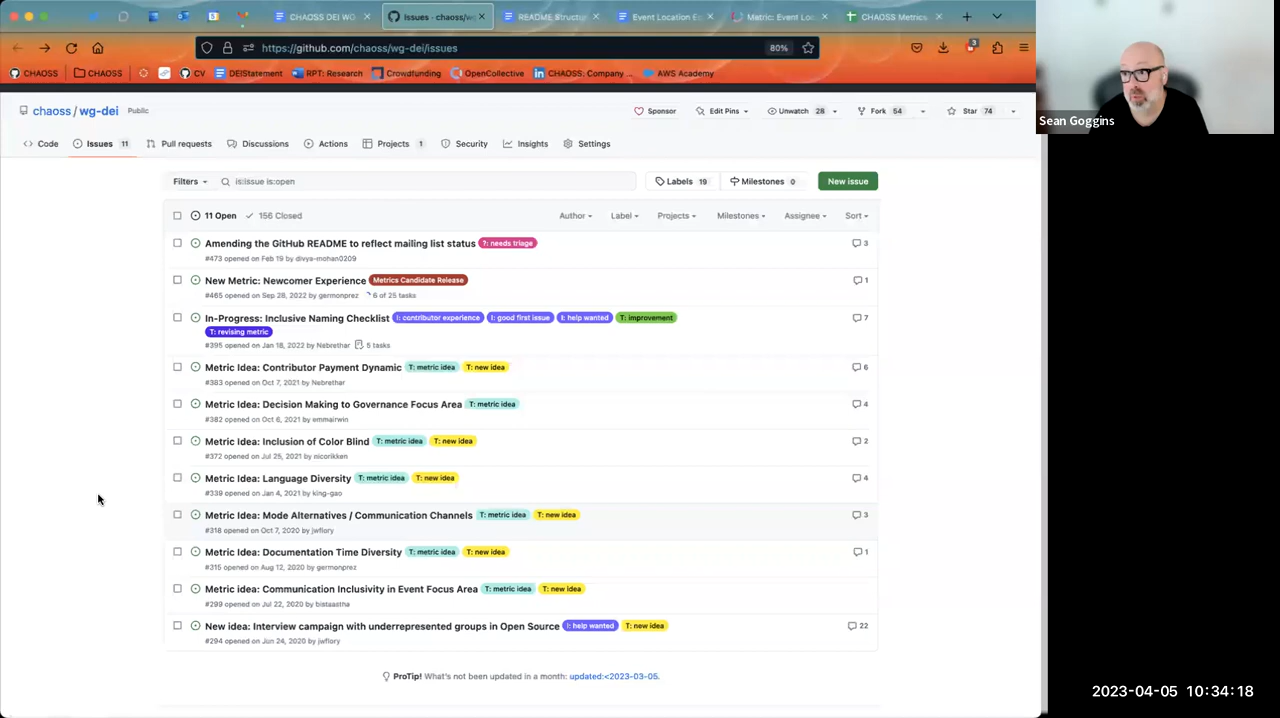 CHAOSS DEI WG
Issues · chaoss/wg-
README Structu
Event Location E
Metric: Event Loc
CHAOSS Metrics
https://github.com/chaoss/wg-dei/issues
80%
3
CHAOSS
CHAOSS
CV
DEIStatement
RPT: Research
Crowdfunding
OpenCollective
CHAOSS: Company ...
AWS Academy
Sean Goggins
chaoss / wg-dei
Public
Sponsor
Edit Pins
Unwatch 28
Fork 54
Star 74
Code
Issues 11
Pull requests
Discussions
Actions
Projects 1
Security
Insights
Settings
Filters
is:issue is:open
Labels 19
Milestones 0
New issue
11 Open
156 Closed
Author
Label
Projects
Milestones
Assignee
Sort
Amending the GitHub README to reflect mailing list status ?: needs triage
3
#473 opened on Feb 19 by divya-mohan0209
New Metric: Newcomer Experience Metrics Candidate Release
1
#465 opened on Sep 28, 2022 by germonprez 6 of 25 tasks
In-Progress: Inclusive Naming Checklist I: contributor experience I: good first issue I: help wanted T: improvement
7
T: revising metric
#395 opened on Jan 18, 2022 by Nebrethar 5 tasks
Metric Idea: Contributor Payment Dynamic T: metric idea T: new idea
6
#383 opened on Oct 7, 2021 by Nebrethar
Metric Idea: Decision Making to Governance Focus Area T: metric idea
4
#382 opened on Oct 6, 2021 by emmairwin
Metric Idea: Inclusion of Color Blind T: metric idea T: new idea
2
#372 opened on Jul 25, 2021 by nicorikken
Metric Idea: Language Diversity T: metric idea T: new idea
4
#339 opened on Jan 4, 2021 by king-gao
Metric Idea: Mode Alternatives / Communication Channels T: metric idea T: new idea
3
#318 opened on Oct 7, 2020 by jwflory
Metric Idea: Documentation Time Diversity T: metric idea T: new idea
1
#315 opened on Aug 12, 2020 by germonprez
Metric idea: Communication Inclusivity in Event Focus Area T: metric idea T: new idea
#299 opened on Jul 22, 2020 by bistaastha
New idea: Interview campaign with underrepresented groups in Open Source I: help wanted T: new idea
22
#294 opened on Jun 24, 2020 by jwflory
ProTip! What's not been updated in a month: updated:<2023-03-05.
2023-04-05 10:34:18